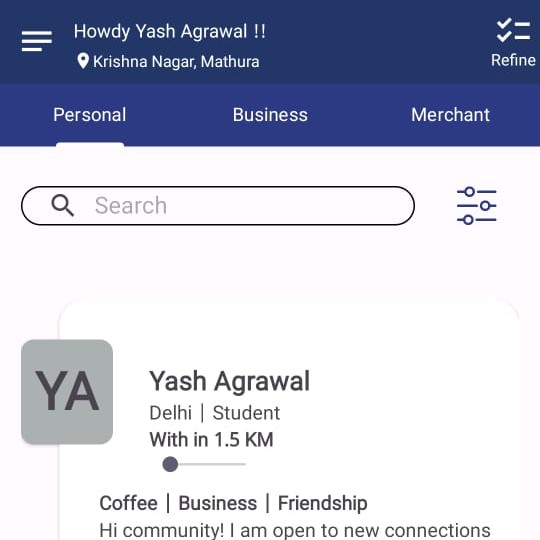 Howdy Yash Agrawal !!
Krishna Nagar, Mathura
Refine
Personal
Business
Merchant
Search
YA
Yash Agrawal
Delhi | Student
With in 1.5 KM
Coffee | Business | Friendship
Hi community! I am open to new connections